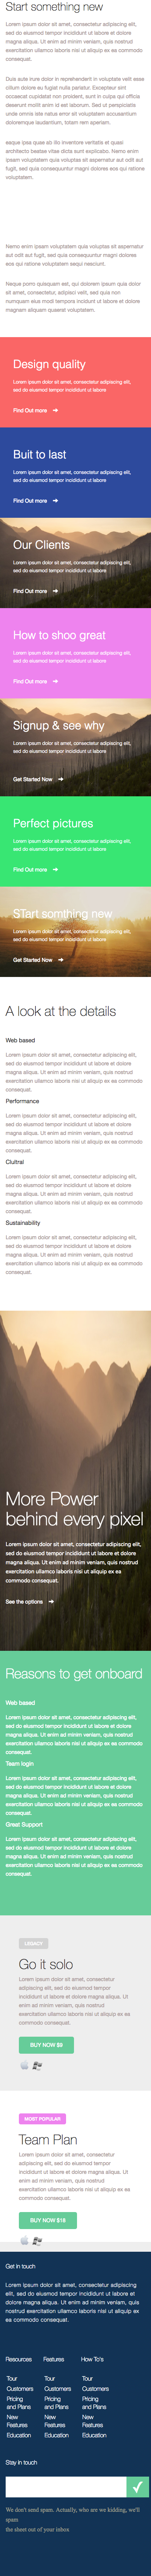 Start something new
Lorem ipsum dolor sit amet, consectetur adipiscing elit,
sed do eiusmod tempor incididunt ut labore et dolore
magna aliqua. Ut enim ad minim veniam, quis nostrud
exercitation ullamco laboris nisi ut aliquip ex ea commodo
consequat.
Duis aute irure dolor in reprehenderit in voluptate velit esse
cillum dolore eu fugiat nulla pariatur. Excepteur sint
occaecat cupidatat non proident, sunt in culpa qui officia
deserunt mollit anim id est laborum. Sed ut perspiciatis
unde omnis iste natus error sit voluptatem accusantium
doloremque laudantium, totam rem aperiam.
eaque ipsa quae ab illo inventore veritatis et quasi
architecto beatae vitae dicta sunt explicabo. Nemo enim
ipsam voluptatem quia voluptas sit aspernatur aut odit aut
fugit, sed quia consequuntur magni dolores eos qui ratione
voluptatem.
Nemo enim ipsam voluptatem quia voluptas sit aspernatur
aut odit aut fugit, sed quia consequuntur magni dolores
eos qui ratione voluptatem sequi nesciunt.
Neque porro quisquam est, qui dolorem ipsum quia dolor
sit amet, consectetur, adipisci velit, sed quia non
numquam eius modi tempora incidunt ut labore et dolore
magnam aliquam quaerat voluptatem.
Design quality
Lorem ipsum dolor sit amet, consectetur adipisicing elit,
sed do eiusmod tempor incididunt ut labore
Find Out more
Buit to last
Lorem ipsum dolor sit amet, consectetur adipisicing elit,
sed do eiusmod tempor incididunt ut labore
Find Out more
Our Clients
Lorem ipsum dolor sit amet, consectetur adipisicing elit,
sed do eiusmod tempor incididunt ut labore
Find Out more
How to shoo great
Lorem ipsum dolor sit amet, consectetur adipisicing elit,
sed do eiusmod tempor incididunt ut labore
Find Out more
Signup & see why
Lorem ipsum dolor sit amet, consectetur adipisicing elit,
sed do eiusmod tempor incididunt ut labore
Get Started Now
Perfect pictures
Lorem ipsum dolor sit amet, consectetur adipisicing elit,
sed do eiusmod tempor incididunt ut labore
Find Out more
STart somthing new
Lorem ipsum dolor sit amet, consectetur adipisicing elit,
sed do eiusmod tempor incididunt ut labore
Get Started Now
A look at the details
Web based
Lorem ipsum dolor sit amet, consectetur adipiscing elit,
sed do eiusmod tempor incididunt ut labore et dolore
magna aliqua. Ut enim ad minim veniam, quis nostrud
exercitation ullamco laboris nisi ut aliquip ex ea commodo
consequat.
Performance
Lorem ipsum dolor sit amet, consectetur adipiscing elit,
sed do eiusmod tempor incididunt ut labore et dolore
magna aliqua. Ut enim ad minim veniam, quis nostrud
exercitation ullamco laboris nisi ut aliquip ex ea commodo
consequat.
Clultral
Lorem ipsum dolor sit amet, consectetur adipiscing elit,
sed do eiusmod tempor incididunt ut labore et dolore
magna aliqua. Ut enim ad minim veniam, quis nostrud
exercitation ullamco laboris nisi ut aliquip ex ea commodo
consequat.
Sustainability
Lorem ipsum dolor sit amet, consectetur adipiscing elit,
sed do eiusmod tempor incididunt ut labore et dolore
magna aliqua. Ut enim ad minim veniam, quis nostrud
exercitation ullamco laboris nisi ut aliquip ex ea commodo
consequat.
More Power
behind every pixel
Lorem ipsum dolor sit amet, consectetur adipiscing elit,
sed do eiusmod tempor incididunt ut labore et dolore
magna aliqua. Ut enim ad minim veniam, quis nostrud
exercitation ullamco laboris nisi ut aliquip ex ea
commodo consequat.
See the options
Reasons to get onboard
Web based
Lorem ipsum dolor sit amet, consectetur adipiscing elit,
sed do eiusmod tempor incididunt ut labore et dolore
magna aliqua. Ut enim ad minim veniam, quis nostrud
exercitation ullamco laboris nisi ut aliquip ex ea commodo
consequat.
Team login
Lorem ipsum dolor sit amet, consectetur adipiscing elit,
sed do eiusmod tempor incididunt ut labore et dolore
magna aliqua. Ut enim ad minim veniam, quis nostrud
exercitation ullamco laboris nisi ut aliquip ex ea commodo
consequat.
Great Support
Lorem ipsum dolor sit amet, consectetur adipiscing elit,
sed do eiusmod tempor incididunt ut labore et dolore
magna aliqua. Ut enim ad minim veniam, quis nostrud
exercitation ullamco laboris nisi ut aliquip ex ea commodo
consequat.
LEGACY
Go it solo
Lorem ipsum dolor sit amet, consectetur
adipiscing elit, sed do eiusmod tempor
incididunt ut labore et dolore magna aliqua. Ut
enim ad minim veniam, quis nostrud
exercitation ullamco laboris nisi ut aliquip ex ea
commodo consequat.
BUY NOW $9
MOST POPULAR
Team Plan
Lorem ipsum dolor sit amet, consectetur
adipiscing elit, sed do eiusmod tempor
incididunt ut labore et dolore magna aliqua. Ut
enim ad minim veniam, quis nostrud
exercitation ullamco laboris nisi ut aliquip ex ea
commodo consequat.
BUY NOW $18
Get in touch
Lorem ipsum dolor sit amet, consectetur adipiscing
elit, sed do eiusmod tempor incididunt ut labore et
dolore magna aliqua. Ut enim ad minim veniam, quis
nostrud exercitation ullamco laboris nisi ut aliquip ex
ea commodo consequat.
Resources Features How To's
Tour Tour Tour
Customers Customers Customers
Pricing Pricing Pricing
and Plans and Plans and Plans
New New New
Features Features Features
Education Education Education
Stay in touch
We don't send spam. Actually, who are we kidding, we'll
spam
the sheet out of your inbox